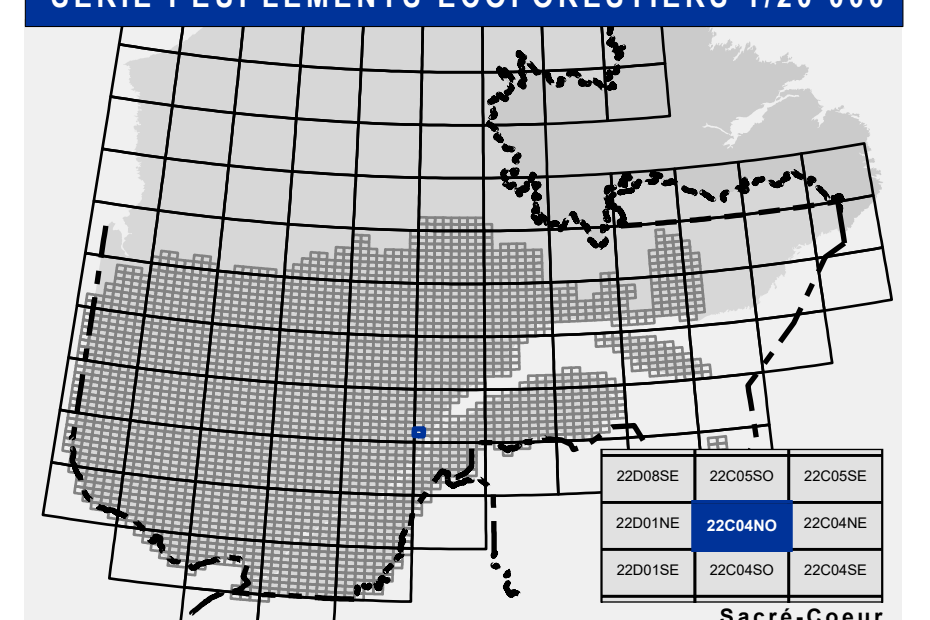 SÉRIE PEUPLEMENTS ÉCOFORESTIERS 1/20 000
22D08SE 22C05SO 22C05SE
22D01NE 22C04NO 22C04NE
22D01SE 22C04SO 22C04SE
Sacré-Coeur